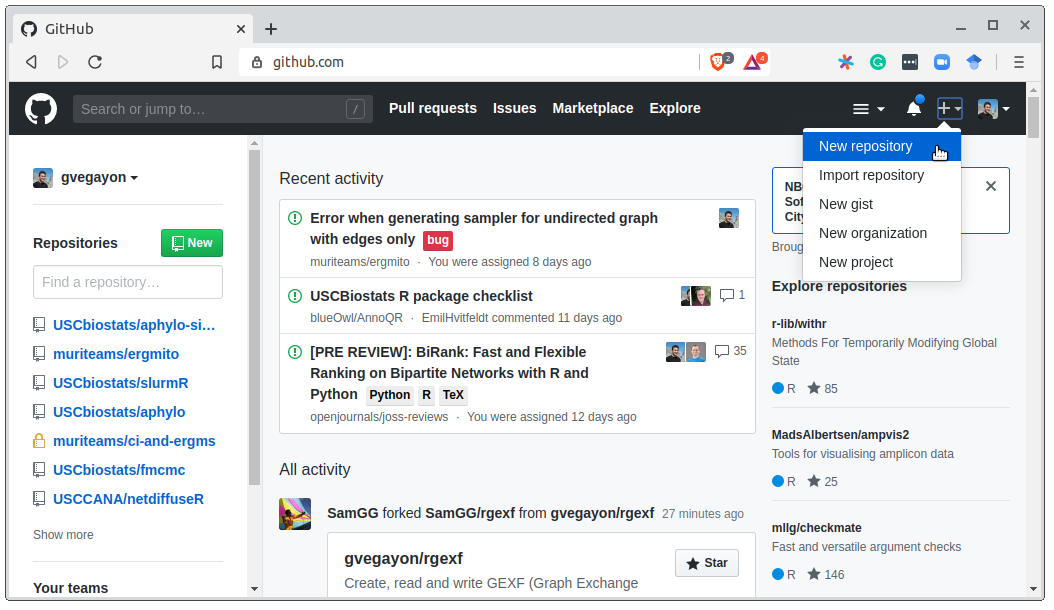 GitHub
github.com
2
4
Search or jump to…
/
Pull requests
Issues
Marketplace
Explore
New repository
Import repository
New gist
New organization
New project
gvegayon
Repositories
New
Find a repository…
USCbiostats/aphylo-si…
muriteams/ergmito
USCbiostats/slurmR
USCbiostats/aphylo
muriteams/ci-and-ergms
USCbiostats/fmcmc
USCCANA/netdiffuseR
Show more
Your teams
Recent activity
Error when generating sampler for undirected graph
with edges only bug
muriteams/ergmito · You were assigned 8 days ago
USCBiostats R package checklist
1
blueOwl/AnnoQR · EmilHvitfeldt commented 11 days ago
[PRE REVIEW]: BiRank: Fast and Flexible
35
Ranking on Bipartite Networks with R and
Python Python R TeX
openjournals/joss-reviews · You were assigned 12 days ago
All activity
SamGG forked SamGG/rgexf from gvegayon/rgexf 27 minutes ago
gvegayon/rgexf
Star
Create, read and write GEXF (Graph Exchange
Explore repositories
r-lib/withr
Methods For Temporarily Modifying Global
State
R 85
MadsAlbertsen/ampvis2
Tools for visualising amplicon data
R 25
mllg/checkmate
Fast and versatile argument checks
R 146